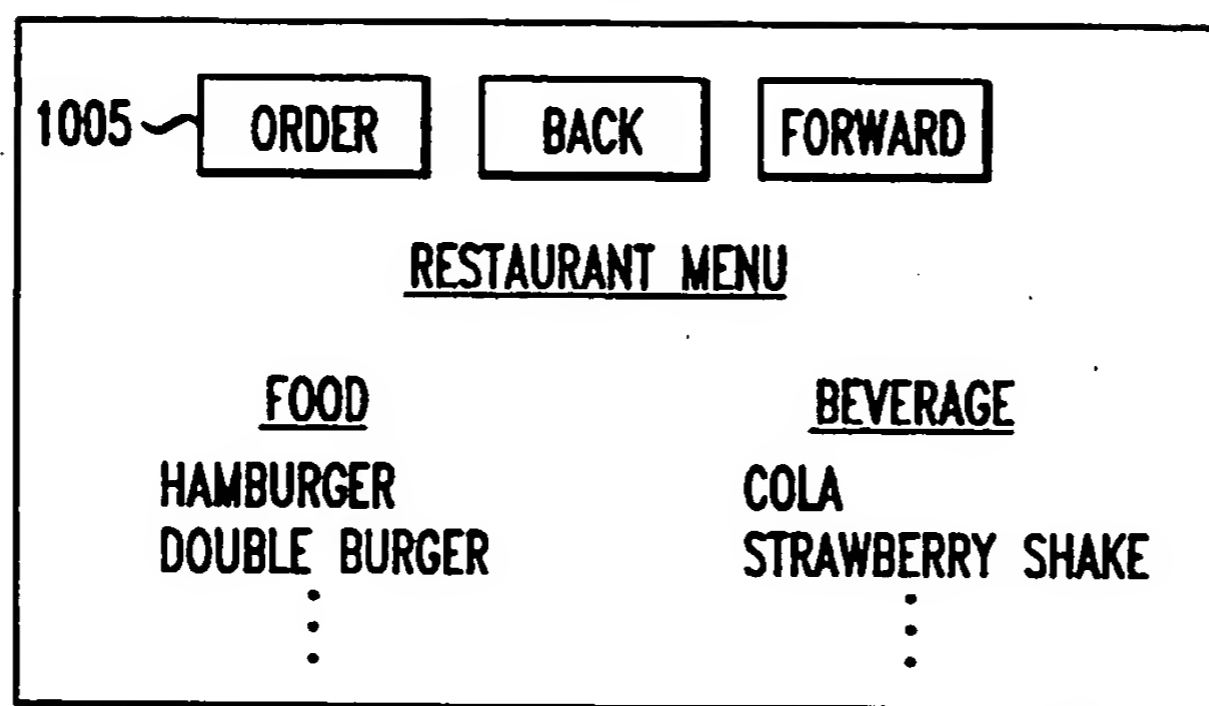 1005 ORDER BACK FORWARD
RESTAURANT MENU
FOOD BEVERAGE
HAMBURGER COLA
DOUBLE BURGER STRAWBERRY SHAKE